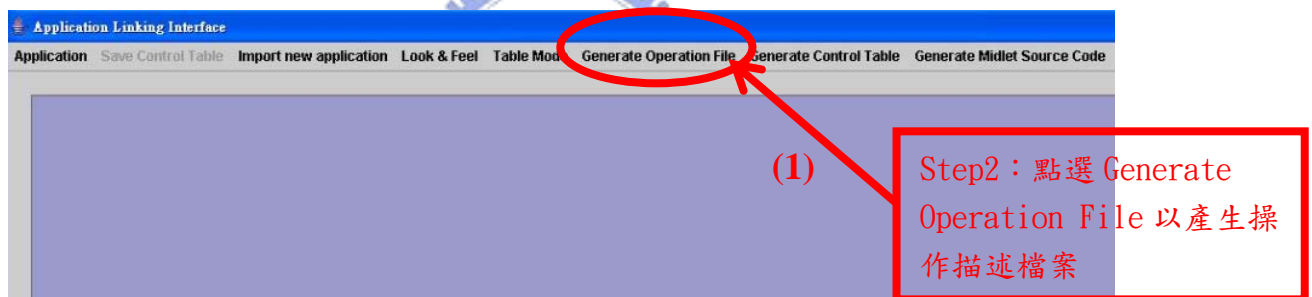 Application Linking Interface
Application Save Control Table Import new application Look & Feel Table Mode Generate Operation File Generate Control Table Generate Midlet Source Code
(1)
Step2：點選 Generate
Operation File 以產生操
作描述檔案